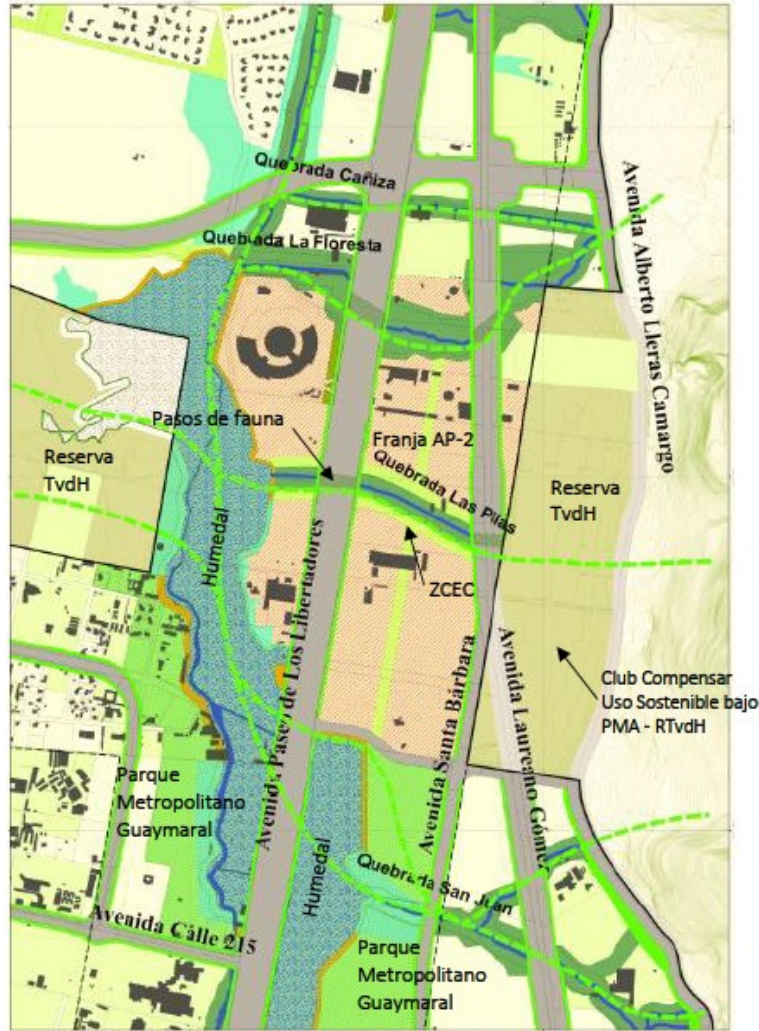 Quebrada Cañiza
Avenida Alberto Lleras Camargo
Quebrada La Floresta
Pasos de fauna
Franja AP-2
Reserva
TvdH
Quebrada Las Pilas
Reserva
TvdH
Humedal
ZCEC
Avenida Paseo de Los Libertadores
Avenida Santa Bárbara
Avenida Laureano Gómez
Club Compensar
Uso Sostenible bajo
PMA - RTvdH
Parque
Metropolitano
Guaymaral
Humedal
Quebrada San Juan
Avenida Calle 215
Parque
Metropolitano
Guaymaral